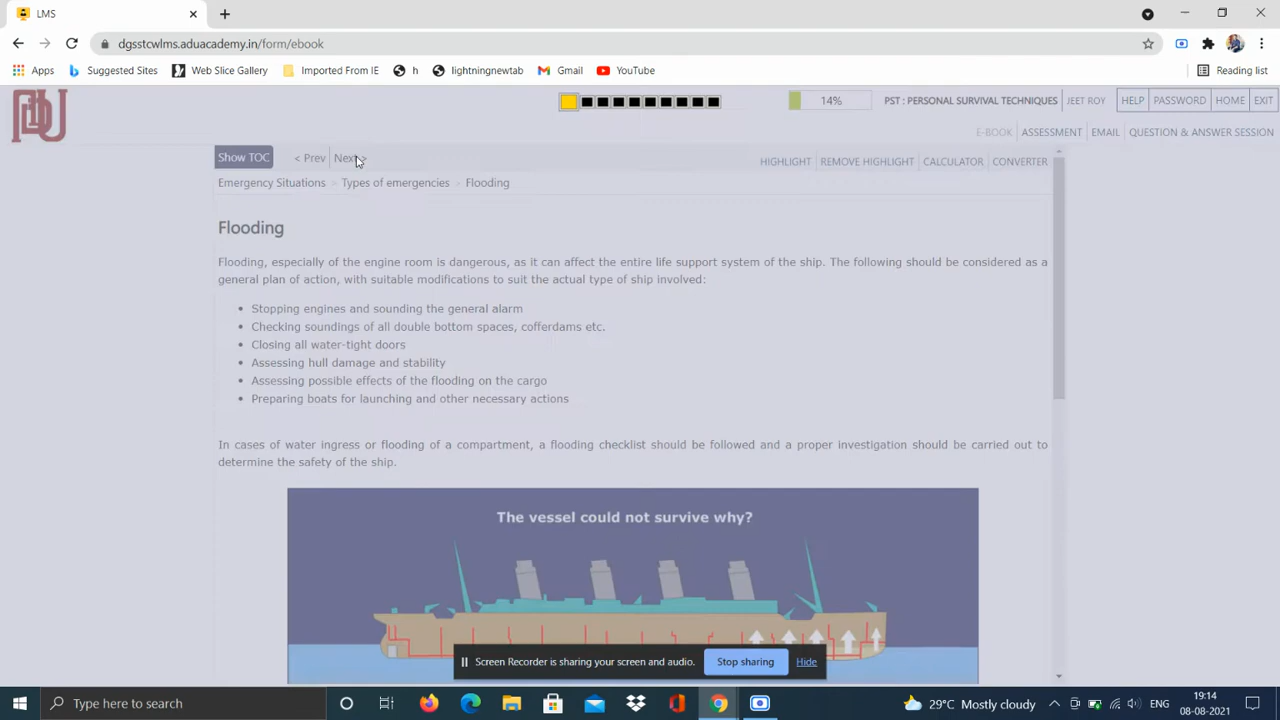 LMS
dgsstcwlms.aduacademy.in/form/ebook
Apps Suggested Sites Web Slice Gallery Imported From IE h lightningnewtab Gmail YouTube Reading list
14% PST : PERSONAL SURVIVAL TECHNIQUES JEET ROY HELP PASSWORD HOME EXIT
E-BOOK ASSESSMENT EMAIL QUESTION & ANSWER SESSION
Show TOC < Prev Next > HIGHLIGHT REMOVE HIGHLIGHT CALCULATOR CONVERTER
Emergency Situations > Types of emergencies > Flooding
Flooding
Flooding, especially of the engine room is dangerous, as it can affect the entire life support system of the ship. The following should be considered as a
general plan of action, with suitable modifications to suit the actual type of ship involved:
• Stopping engines and sounding the general alarm
• Checking soundings of all double bottom spaces, cofferdams etc.
• Closing all water-tight doors
• Assessing hull damage and stability
• Assessing possible effects of the flooding on the cargo
• Preparing boats for launching and other necessary actions
In cases of water ingress or flooding of a compartment, a flooding checklist should be followed and a proper investigation should be carried out to
determine the safety of the ship.
The vessel could not survive why?
Screen Recorder is sharing your screen and audio. Stop sharing Hide
Type here to search 29°C Mostly cloudy ENG 19:14
08-08-2021